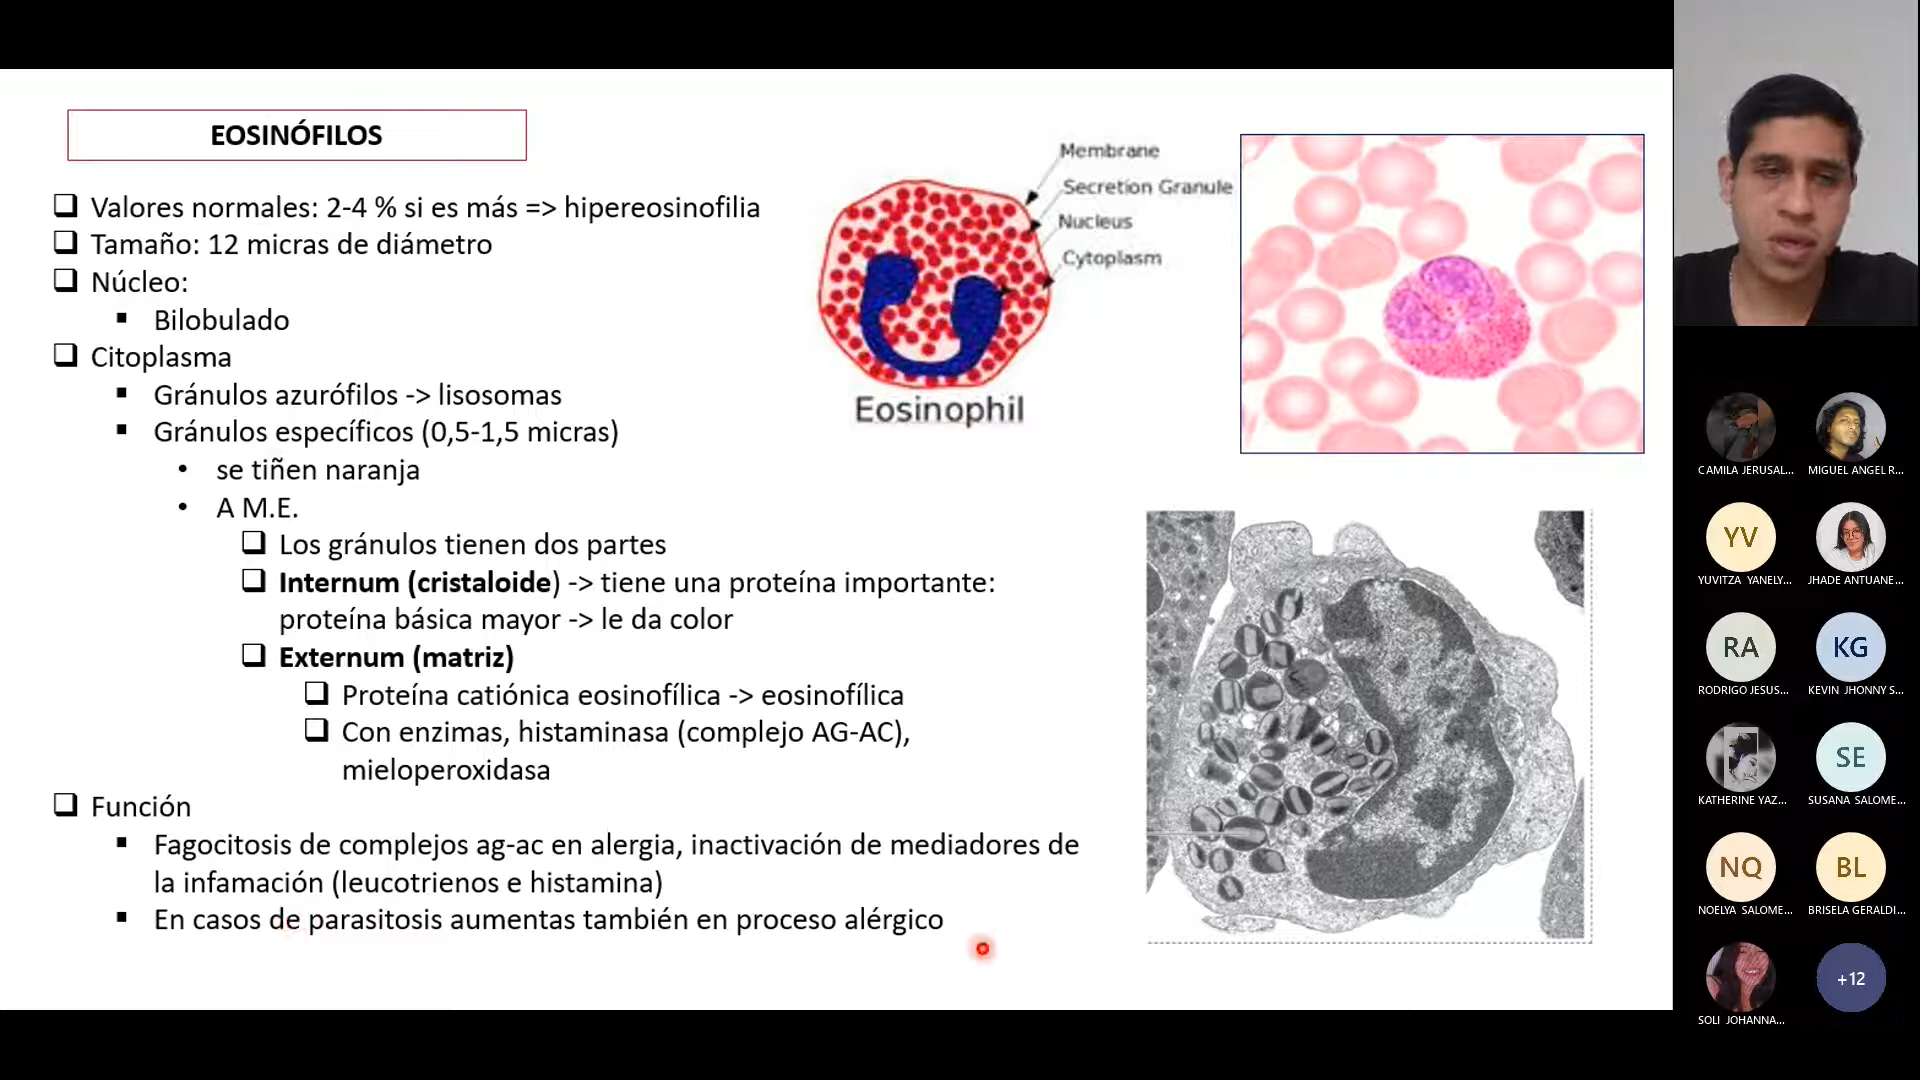 EOSINÓFILOS
Valores normales: 2-4 % si es más => hipereosinofilia
Tamaño: 12 micras de diámetro
Núcleo:
Bilobulado
Citoplasma
Gránulos azurófilos -> lisosomas
Gránulos específicos (0,5-1,5 micras)
se tiñen naranja
A M.E.
Los gránulos tienen dos partes
Internum (cristaloide) -> tiene una proteína importante:
proteína básica mayor -> le da color
Externum (matriz)
Proteína catiónica eosinofílica -> eosinofílica
Con enzimas, histaminasa (complejo AG-AC),
mieloperoxidasa
Función
Fagocitosis de complejos ag-ac en alergia, inactivación de mediadores de
la infamación (leucotrienos e histamina)
En casos de parasitosis aumentas también en proceso alérgico
Membrane
Secretion Granule
Nucleus
Cytoplasm
Eosinophil
CAMILA JERUSAL...
MIGUEL ANGEL R...
YV
YUVITZA YANELY...
JHADE ANTUANE...
RA
RODRIGO JESUS...
KG
KEVIN JHONNY S...
KATHERINE YAZ...
SE
SUSANA SALOME...
NQ
NOELYA SALOME...
BL
BRISELA GERALDI...
SOLI JOHANNA...
+12